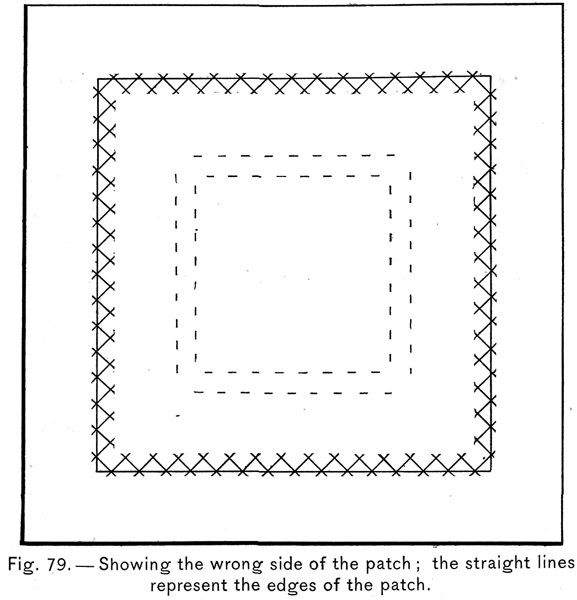 Fig. 79. — Showing the wrong side of the patch; the straight lines
represent the edges of the patch.